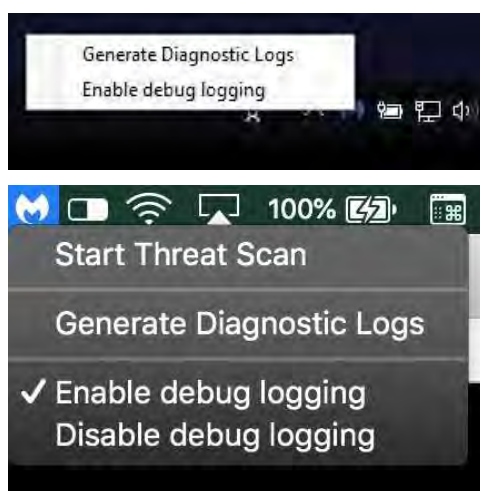 Generate Diagnostic Logs
Enable debug logging
100%
Start Threat Scan
Generate Diagnostic Logs
✓ Enable debug logging
Disable debug logging